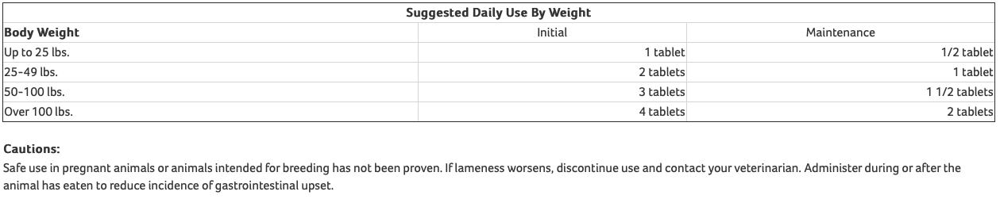 Suggested Daily Use By Weight
Body Weight Initial Maintenance
Up to 25 lbs. 1 tablet 1/2 tablet
25-49 lbs. 2 tablets 1 tablet
50-100 lbs. 3 tablets 1 1/2 tablets
Over 100 lbs. 4 tablets 2 tablets
Cautions:
Safe use in pregnant animals or animals intended for breeding has not been proven. If lameness worsens, discontinue use and contact your veterinarian. Administer during or after the
animal has eaten to reduce incidence of gastrointestinal upset.